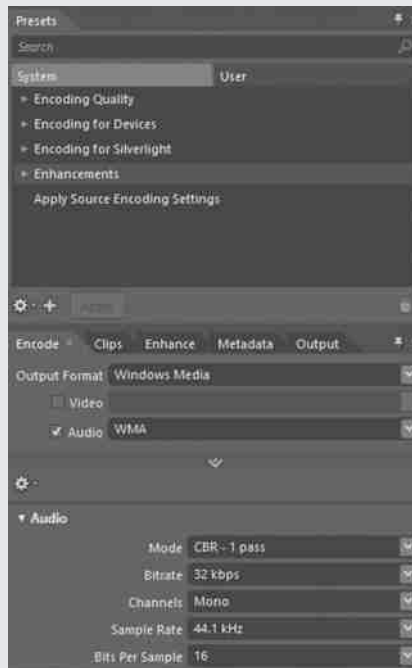 Presets
Search
System User
Encoding Quality
Encoding for Devices
Encoding for Silverlight
Enhancements
Apply Source Encoding Settings
Apply
Encode Clips Enhance Metadata Output
Output Format Windows Media
Video
Audio WMA
Audio
Mode CBR - 1 pass
Bitrate 32 kbps
Channels Mono
Sample Rate 44.1 kHz
Bits Per Sample 16